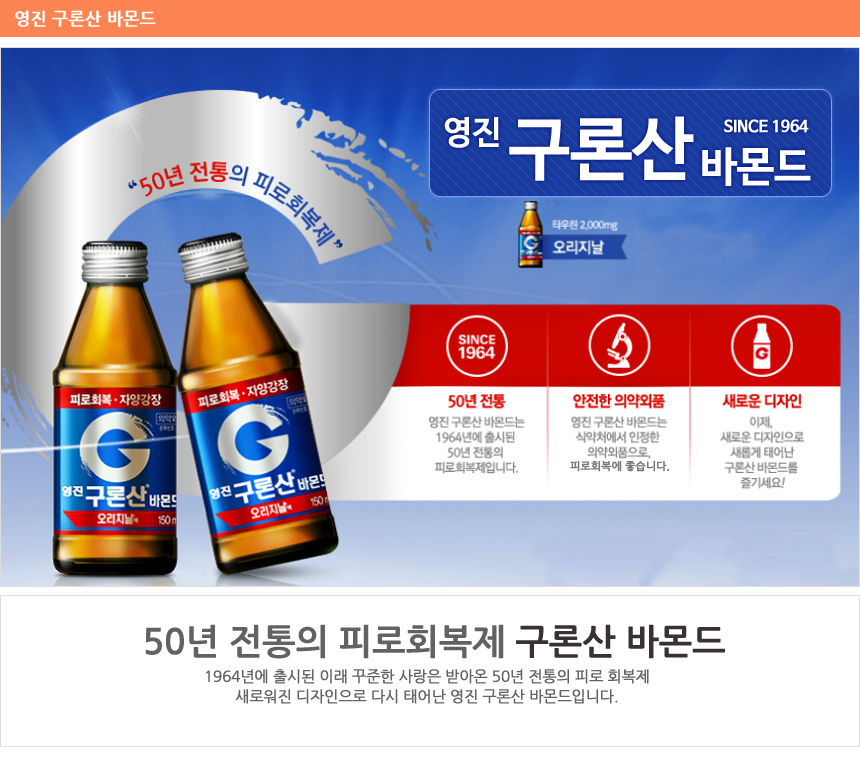 영진 구론산 바몬드
영진 구론산 SINCE 1964 바몬드
"50년 전통의 피로회복제"
타우린 2,000mg
오리지날
SINCE
1964
50년 전통
영진 구론산 바몬드는
1964년에 출시된
50년 전통의
피로회복제입니다.
안전한 의약외품
영진 구론산 바몬드는
식약처에서 인정한
의약외품으로,
피로회복에 좋습니다.
새로운 디자인
이제,
새로운 디자인으로
새롭게 태어난
구론산 바몬드를
즐기세요!
피로회복·자양강장
G
영진 구론산 바몬드
오리지날
150 m
피로회복·자양강장
G
영진 구론산 바몬드
오리지날
150 m
50년 전통의 피로회복제 구론산 바몬드
1964년에 출시된 이래 꾸준한 사랑은 받아온 50년 전통의 피로 회복제
새로워진 디자인으로 다시 태어난 영진 구론산 바몬드입니다.